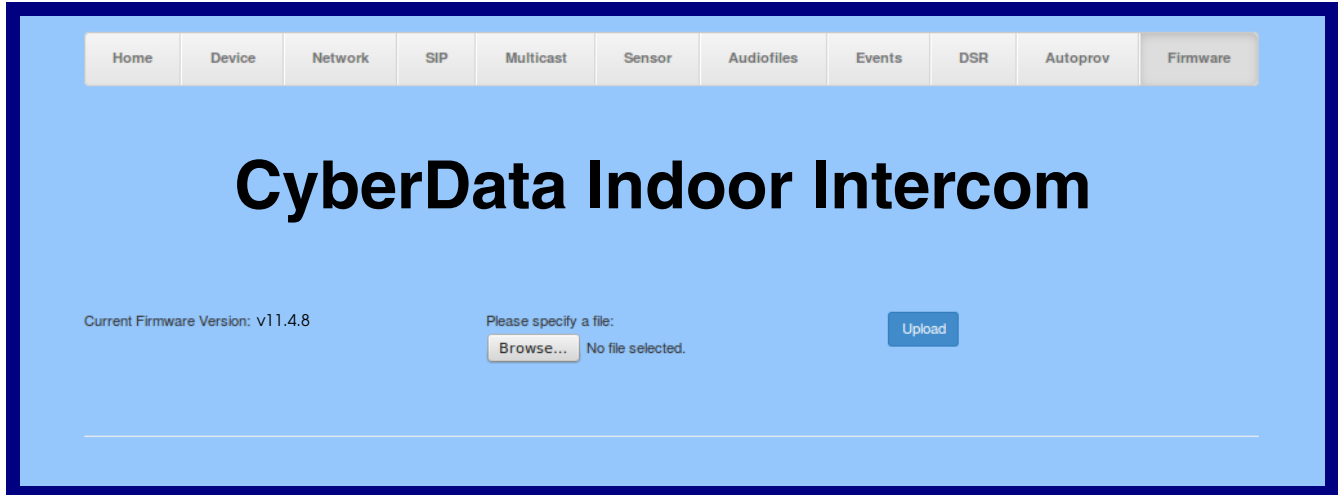 Home Device Network SIP Multicast Sensor Audiofiles Events DSR Autoprov Firmware
CyberData Indoor Intercom
Current Firmware Version: v11.4.8 Please specify a file: Upload
Browse... No file selected.